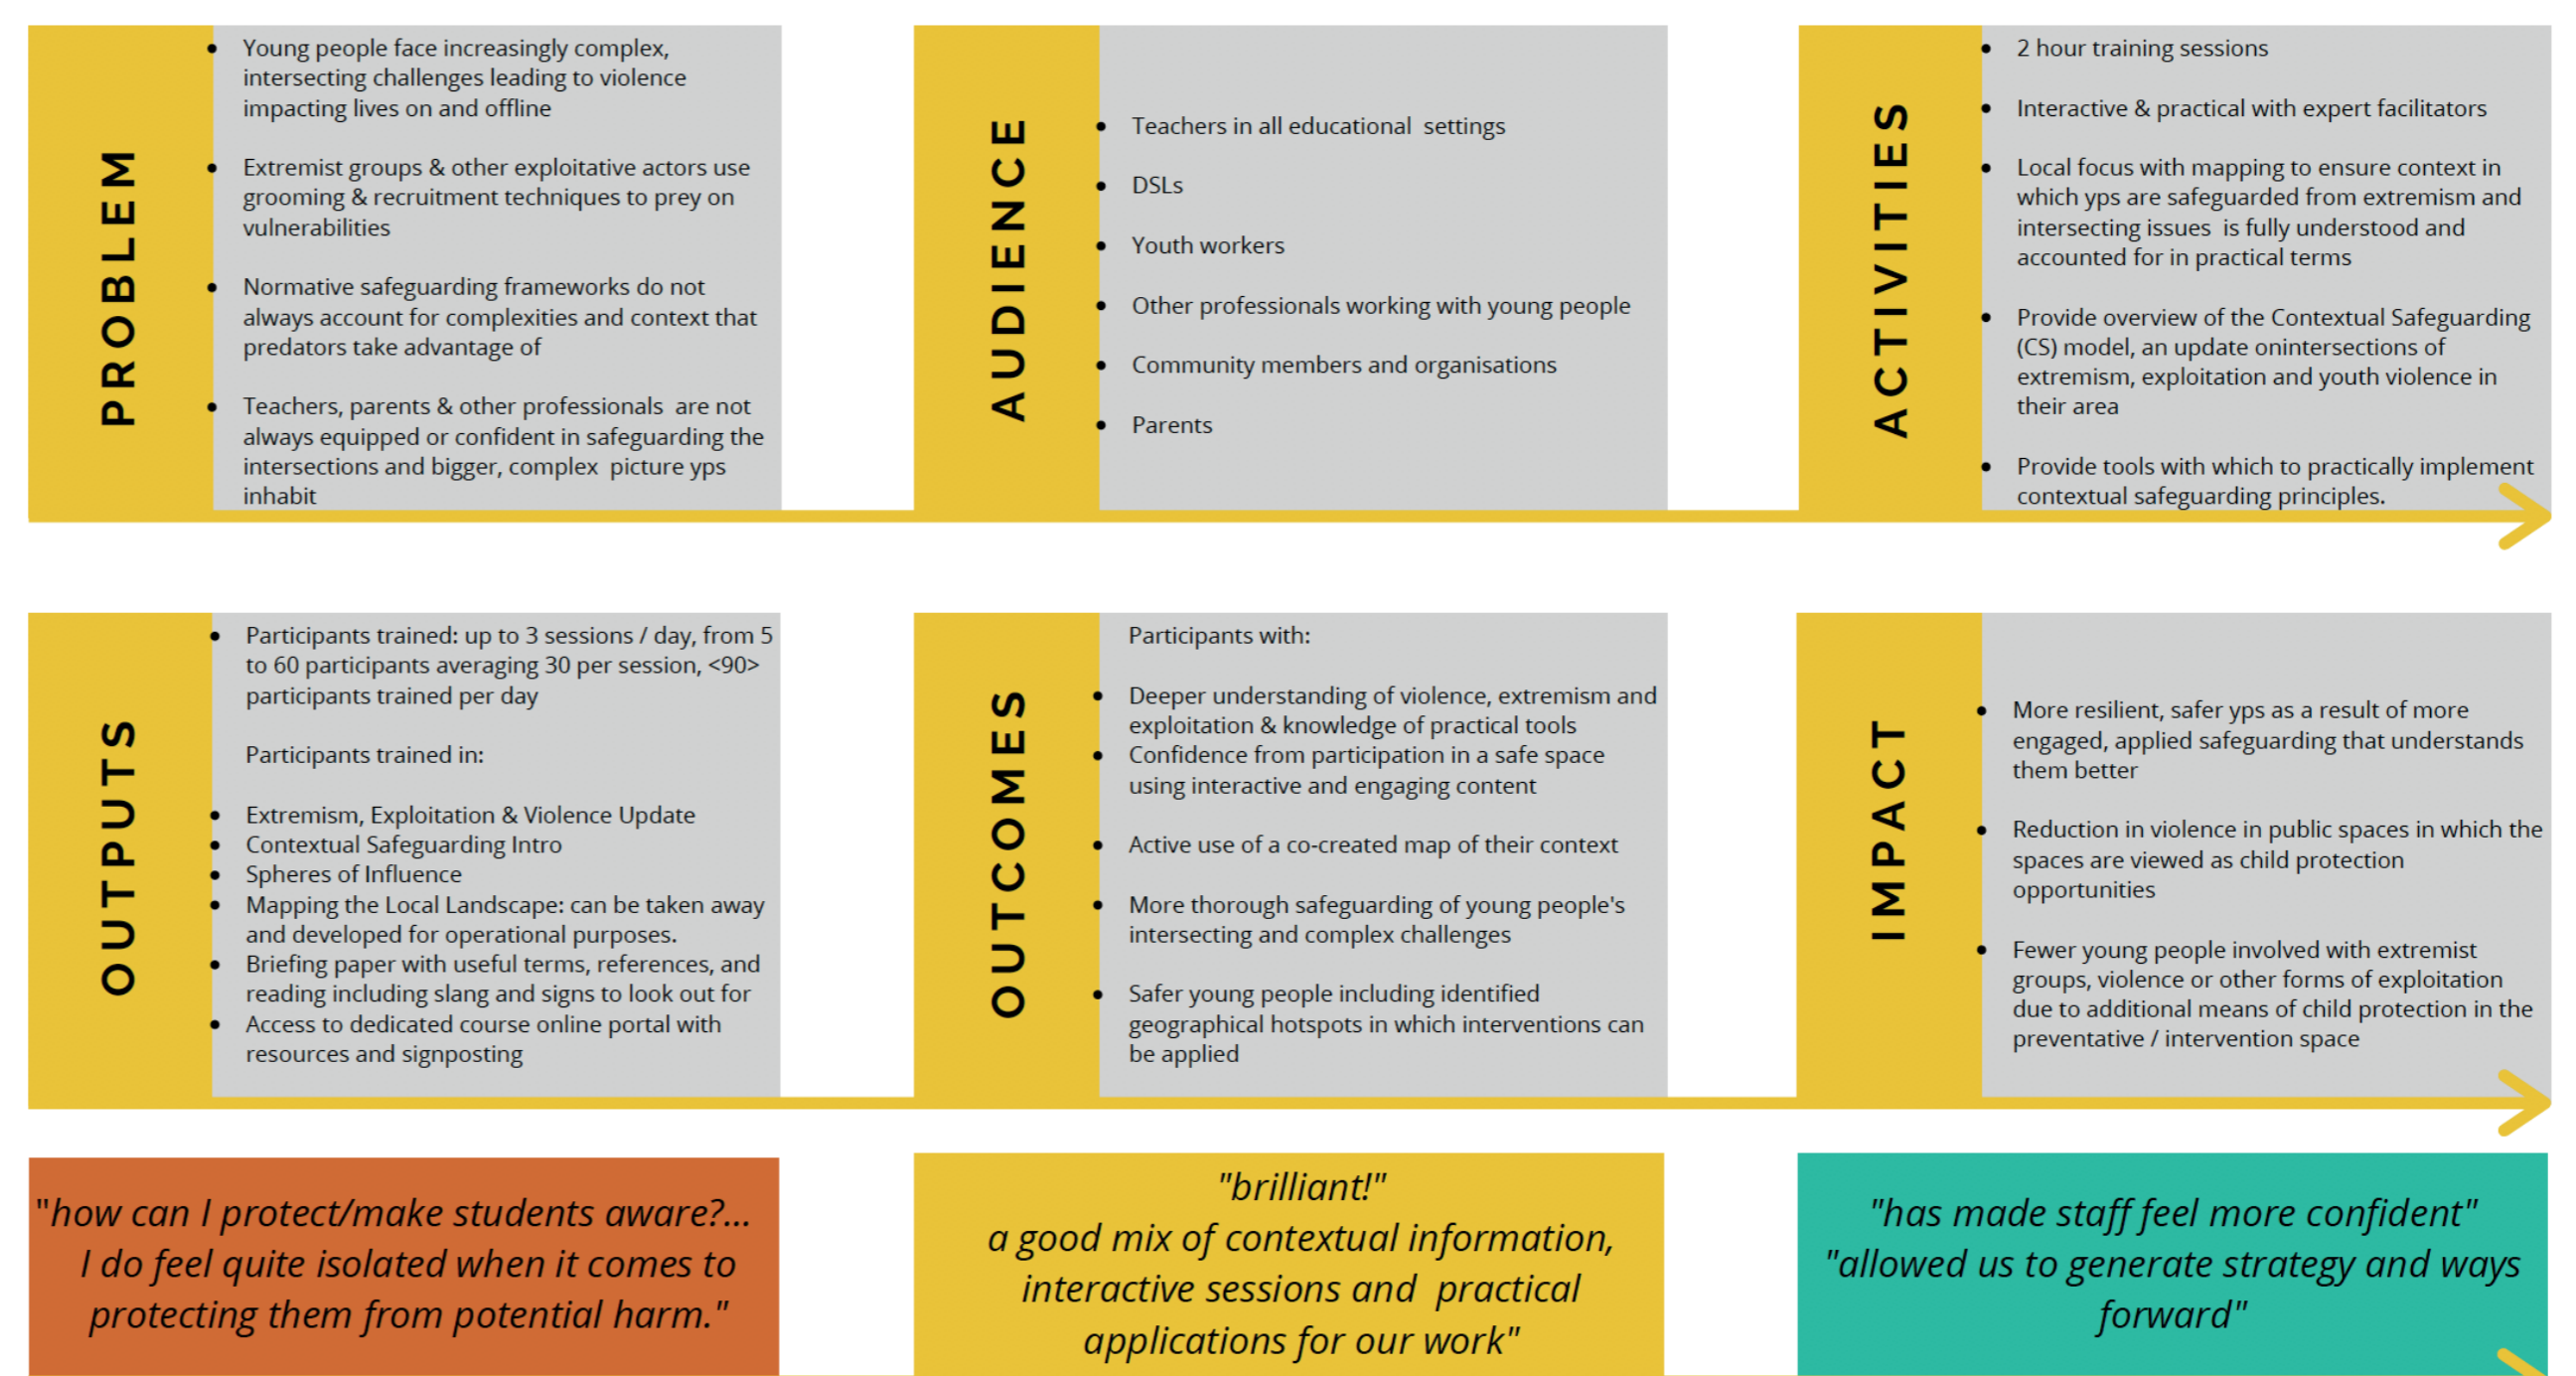 PROBLEM
• Young people face increasingly complex,
intersecting challenges leading to violence
impacting lives on and offline
• Extremist groups & other exploitative actors use
grooming & recruitment techniques to prey on
vulnerabilities
• Normative safeguarding frameworks do not
always account for complexities and context that
predators take advantage of
• Teachers, parents & other professionals are not
always equipped or confident in safeguarding the
intersections and bigger, complex picture yps
inhabit
AUDIENCE
• Teachers in all educational settings
• DSLs
• Youth workers
• Other professionals working with young people
• Community members and organisations
• Parents
ACTIVITIES
• 2 hour training sessions
• Interactive & practical with expert facilitators
• Local focus with mapping to ensure context in
which yps are safeguarded from extremism and
intersecting issues is fully understood and
accounted for in practical terms
• Provide overview of the Contextual Safeguarding
(CS) model, an update onintersections of
extremism, exploitation and youth violence in
their area
• Provide tools with which to practically implement
contextual safeguarding principles.
OUTPUTS
• Participants trained: up to 3 sessions / day, from 5
to 60 participants averaging 30 per session, <90>
participants trained per day
Participants trained in:
• Extremism, Exploitation & Violence Update
• Contextual Safeguarding Intro
• Spheres of Influence
• Mapping the Local Landscape: can be taken away
and developed for operational purposes.
• Briefing paper with useful terms, references, and
reading including slang and signs to look out for
• Access to dedicated course online portal with
resources and signposting
OUTCOMES
Participants with:
• Deeper understanding of violence, extremism and
exploitation & knowledge of practical tools
• Confidence from participation in a safe space
using interactive and engaging content
• Active use of a co-created map of their context
• More thorough safeguarding of young people's
intersecting and complex challenges
• Safer young people including identified
geographical hotspots in which interventions can
be applied
IMPACT
• More resilient, safer yps as a result of more
engaged, applied safeguarding that understands
them better
• Reduction in violence in public spaces in which the
spaces are viewed as child protection
opportunities
• Fewer young people involved with extremist
groups, violence or other forms of exploitation
due to additional means of child protection in the
preventative / intervention space
"how can I protect/make students aware?...
I do feel quite isolated when it comes to
protecting them from potential harm."
"brilliant!"
a good mix of contextual information,
interactive sessions and practical
applications for our work"
"has made staff feel more confident"
"allowed us to generate strategy and ways
forward"